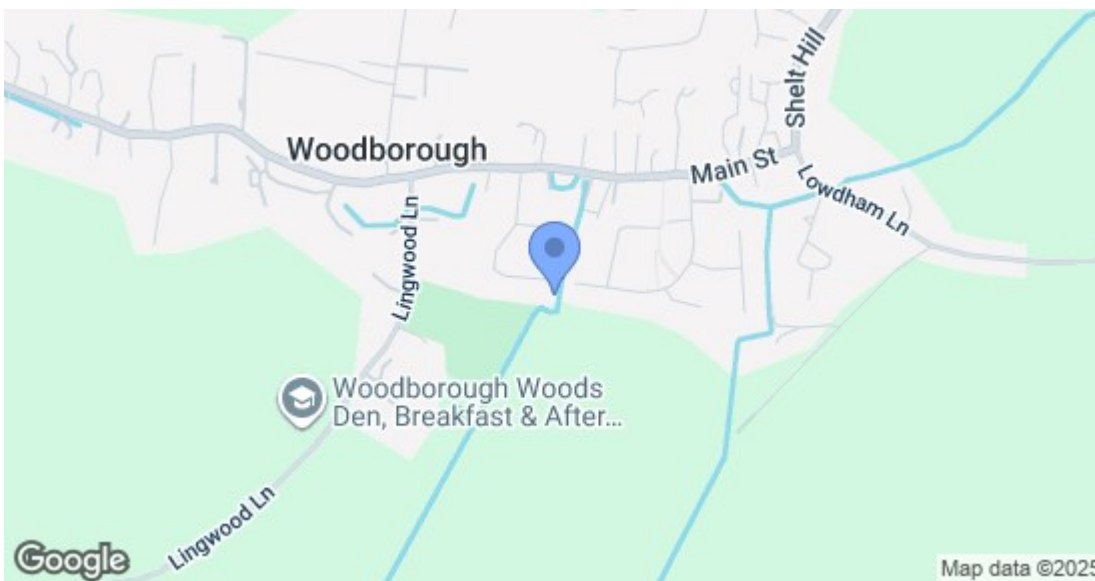 Shelt Hill
Woodborough
Main St
Lowdham Ln
Lingwood Ln
Woodborough Woods
Den, Breakfast & After...
Lingwood Ln
Google
Map data ©2025